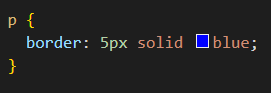 p {
  border: 5px solid blue;
}